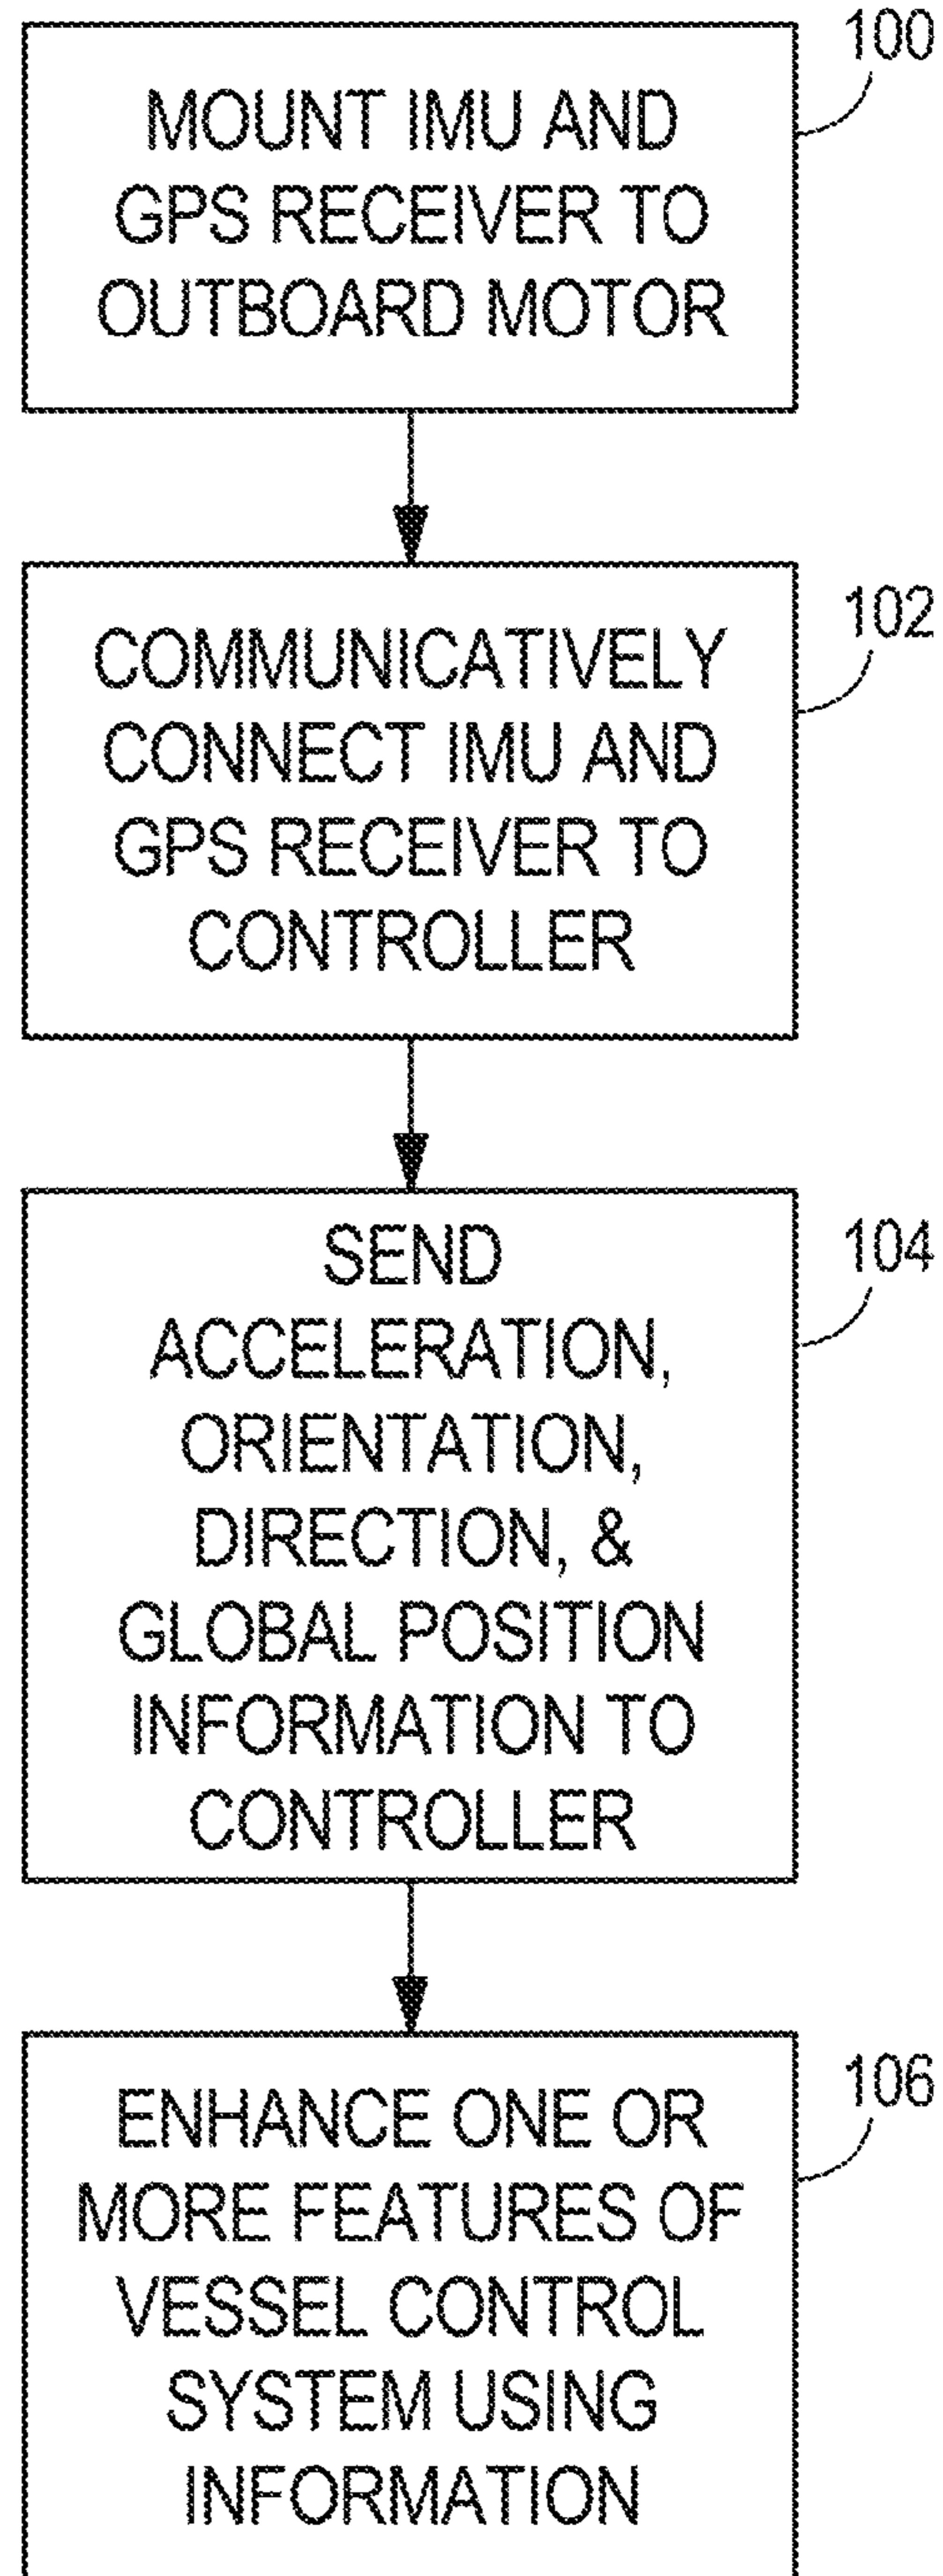 100
MOUNT IMU AND
GPS RECEIVER TO
OUTBOARD MOTOR
102
COMMUNICATIVELY
CONNECT IMU AND
GPS RECEIVER TO
CONTROLLER
104
SEND
ACCELERATION,
ORIENTATION,
DIRECTION, &
GLOBAL POSITION
INFORMATION TO
CONTROLLER
106
ENHANCE ONE OR
MORE FEATURES OF
VESSEL CONTROL
SYSTEM USING
INFORMATION